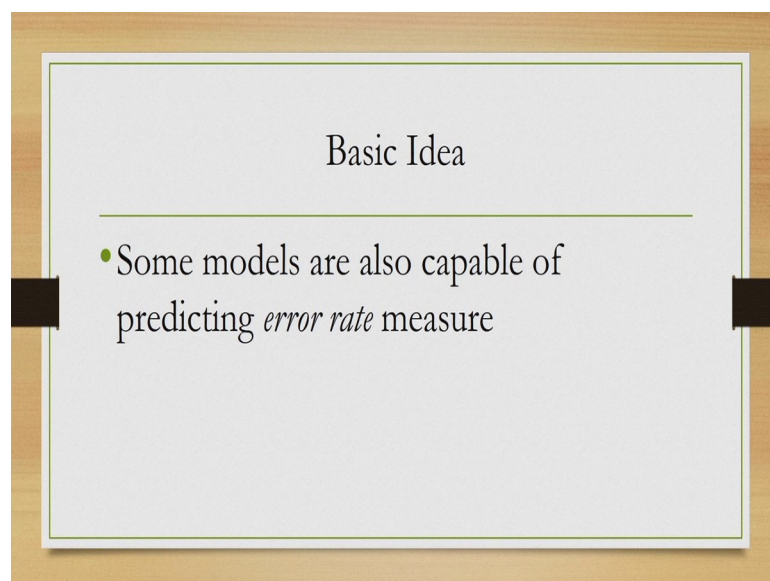 Basic Idea
•Some models are also capable of
predicting error rate measure